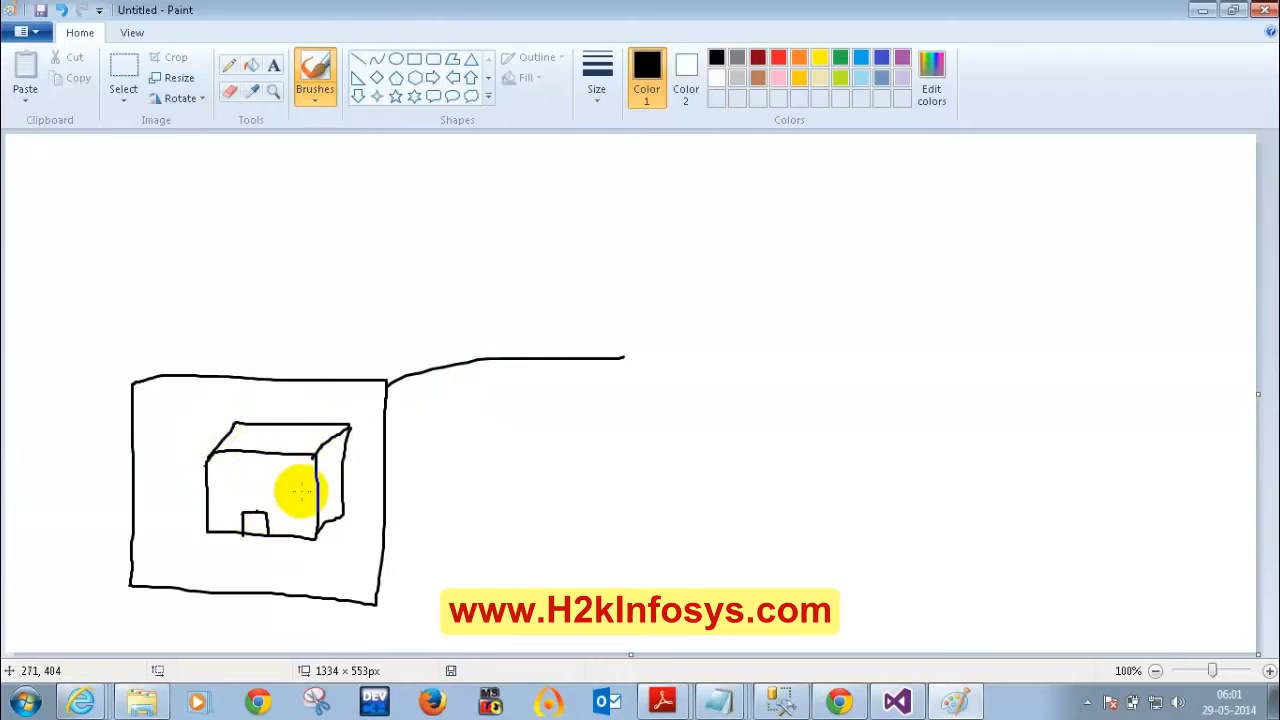 Untitled - Paint
Home View
Paste
Cut
Copy
Clipboard
Select
Crop
Resize
Rotate
Image
A
Tools
Brushes
Outline
Fill
Shapes
Size
Color 1
Color 2
Edit colors
Colors
www.H2kInfosys.com
271, 404
1334 × 553px
100%
DEV
MS
06:01
29-05-2014